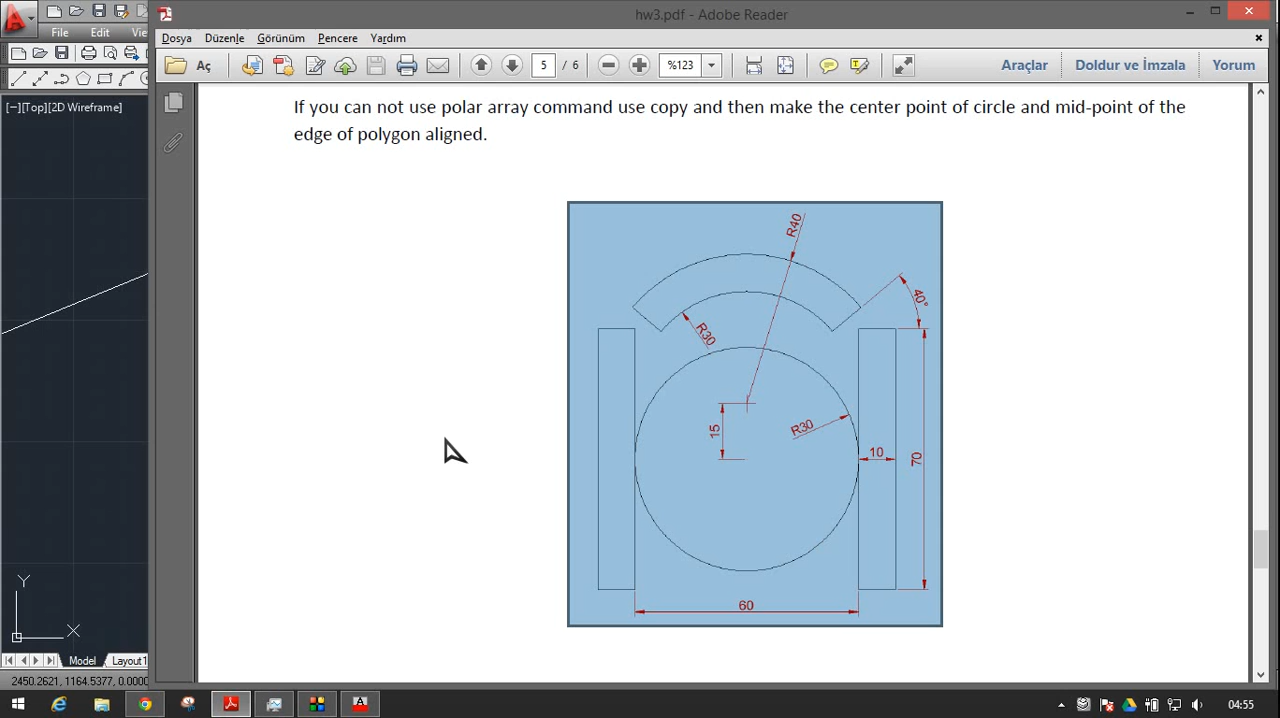 hw3.pdf - Adobe Reader
File Edit
Dosya Düzenle Görünüm Pencere Yardım
Aç 5 / 6 %123 Araçlar Doldur ve İmzala Yorum
[−][Top][2D Wireframe]
If you can not use polar array command use copy and then make the center point of circle and mid-point of the
edge of polygon aligned.
R40
40°
R30
15
R30
10
70
60
Y
X
Model Layout1
2450.2621, 1164.5377, 0.0000
04:55